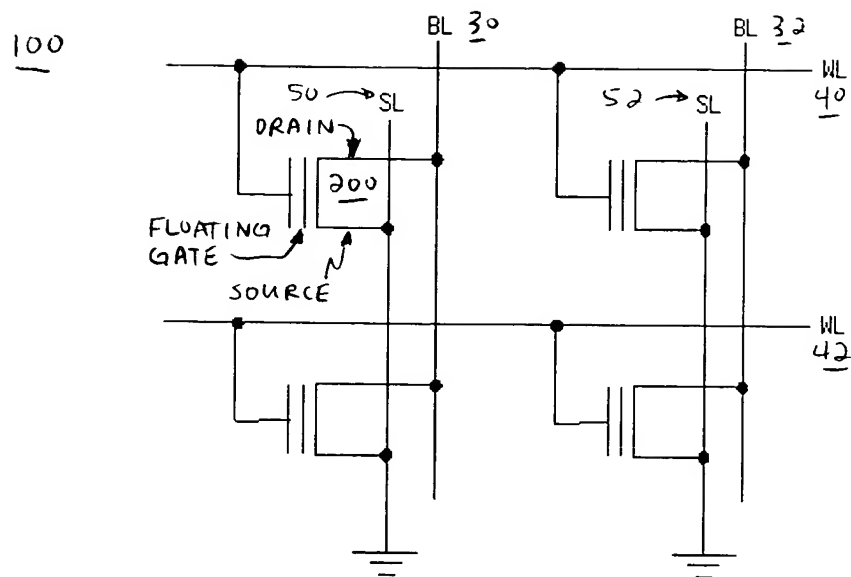 100
BL 30
BL 32
WL
40
50 → SL
52 → SL
DRAIN
200
FLOATING
GATE
SOURCE
WL
42